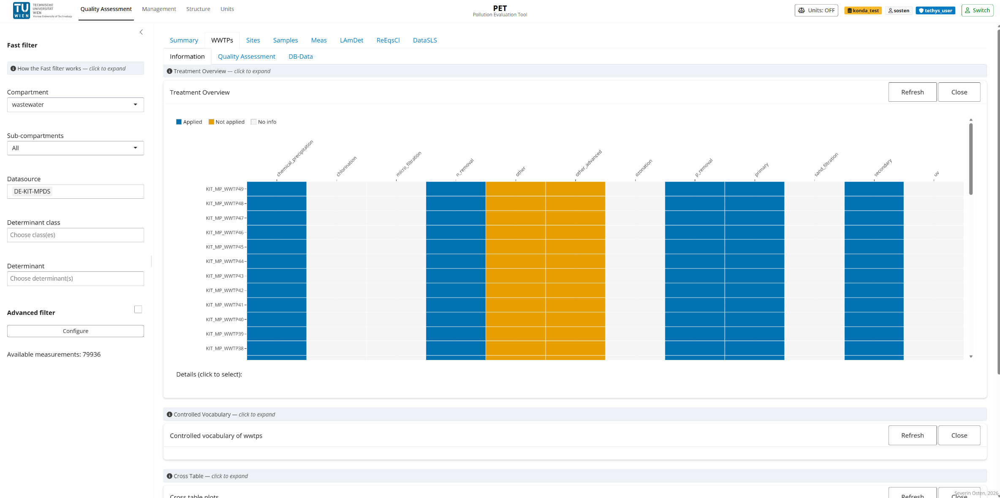 TU
WIEN
TECHNISCHE
UNIVERSITÄT
WIEN
Vienna University of Technology
Quality Assessment
Management
Structure
Units
PET
Pollution Evaluation Tool
Units: OFF
konda_test
sosten
tethys_user
Switch
Fast filter
How the Fast filter works — click to expand
Compartment
wastewater
Sub-compartments
All
Datasource
DE-KIT-MPDS
Determinant class
Choose class(es)
Determinant
Choose determinant(s)
Advanced filter
Configure
Available measurements: 79936
Summary
WWTPs
Sites
Samples
Meas
LAmDet
ReEqsCl
DataSLS
Information
Quality Assessment
DB-Data
Treatment Overview — click to expand
Treatment Overview
Refresh
Close
Applied
Not applied
No info
chemical_precipitation
chlorination
micro_filtration
n_removal
other
other_advanced
ozonation
p_removal
primary
sand_filtration
secondary
uv
KIT_MP_WWTP49
KIT_MP_WWTP48
KIT_MP_WWTP47
KIT_MP_WWTP46
KIT_MP_WWTP45
KIT_MP_WWTP44
KIT_MP_WWTP43
KIT_MP_WWTP42
KIT_MP_WWTP41
KIT_MP_WWTP40
KIT_MP_WWTP39
KIT_MP_WWTP38
Details (click to select):
Controlled Vocabulary — click to expand
Controlled vocabulary of wwtps
Refresh
Close
Cross Table — click to expand
Cross table plots
Refresh
Close
Severin Osten, 2026